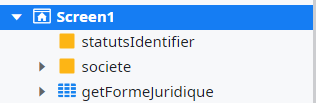 Screen1
statutsIdentifier
societe
getFormeJuridique